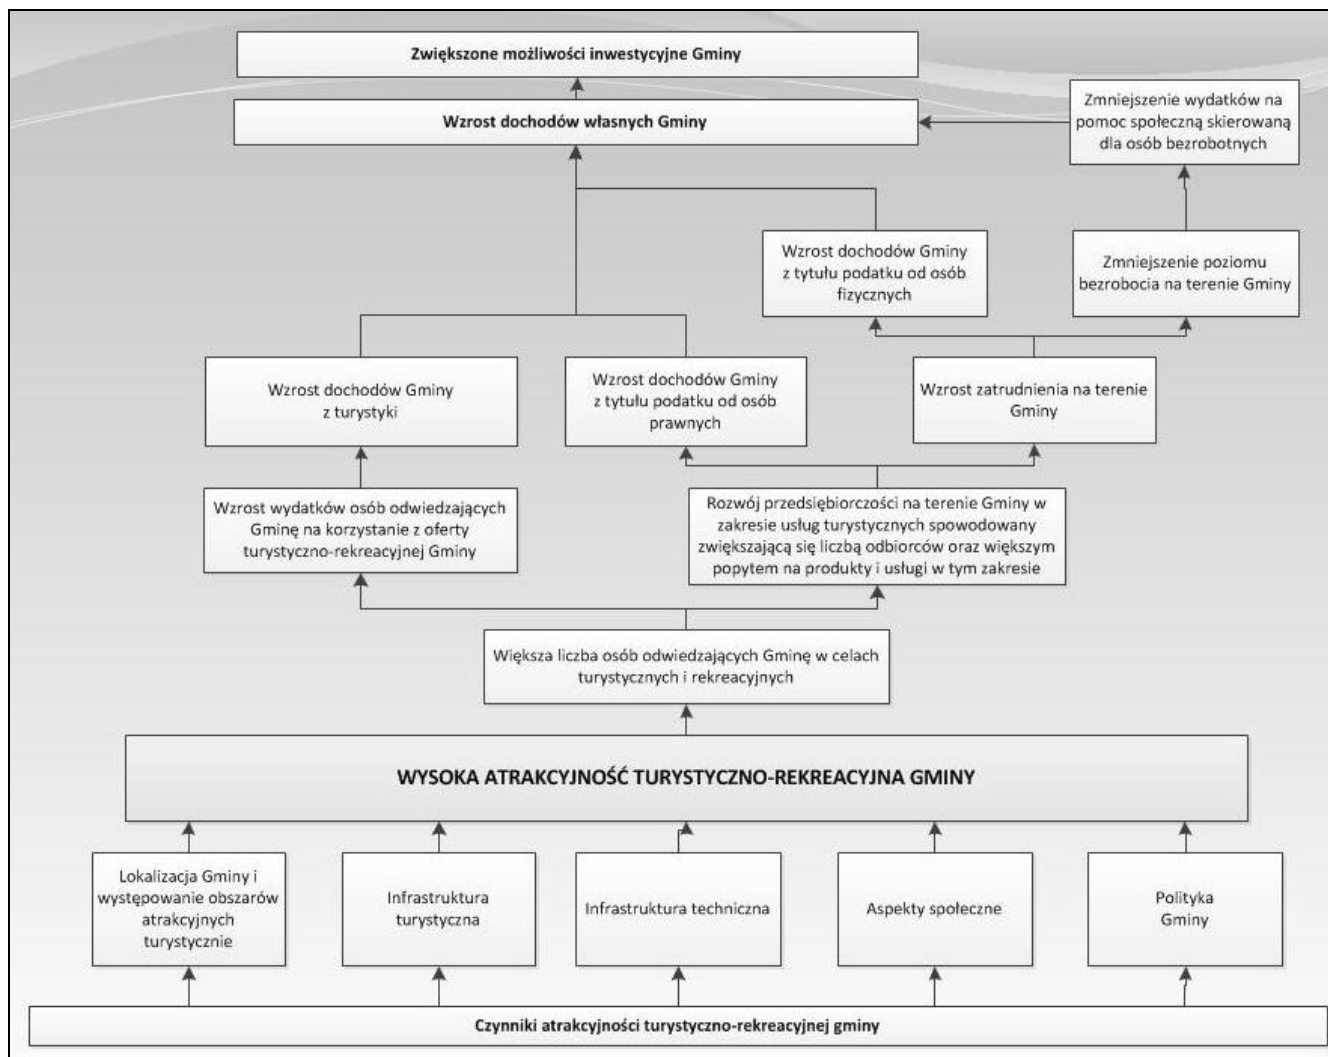 Zwiększone możliwości inwestycyjne Gminy
Wzrost dochodów własnych Gminy
Zmniejszenie wydatków na
pomoc społeczną skierowaną
dla osób bezrobotnych
Wzrost dochodów Gminy
z tytułu podatku od osób
fizycznych
Zmniejszenie poziomu
bezrobocia na terenie Gminy
Wzrost dochodów Gminy
z turystyki
Wzrost dochodów Gminy
z tytułu podatku od osób
prawnych
Wzrost zatrudnienia na terenie
Gminy
Wzrost wydatków osób odwiedzających
Gminę na korzystanie z oferty
turystyczno-rekreacyjnej Gminy
Rozwój przedsiębiorczości na terenie Gminy w
zakresie usług turystycznych spowodowany
zwiększającą się liczbą odbiorców oraz większym
popytem na produkty i usługi w tym zakresie
Większa liczba osób odwiedzających Gminę w celach
turystycznych i rekreacyjnych
WYSOKA ATRAKCYJNOŚĆ TURYSTYCZNO-REKREACYJNA GMINY
Lokalizacja Gminy i
występowanie obszarów
atrakcyjnych
turystycznie
Infrastruktura
turystyczna
Infrastruktura techniczna
Aspekty społeczne
Polityka
Gminy
Czynniki atrakcyjności turystyczno-rekreacyjnej gminy